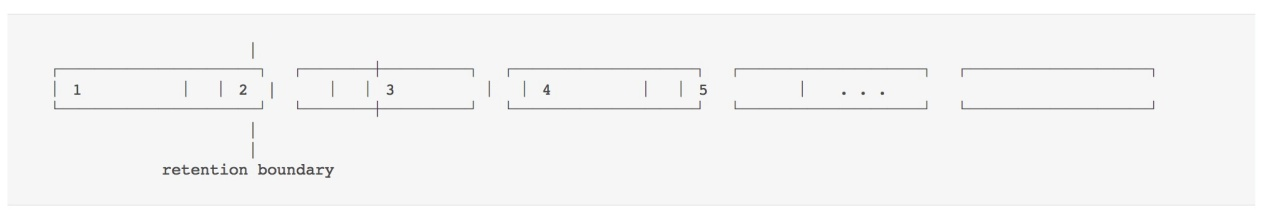 1 2 3 4 5 . . .
retention boundary